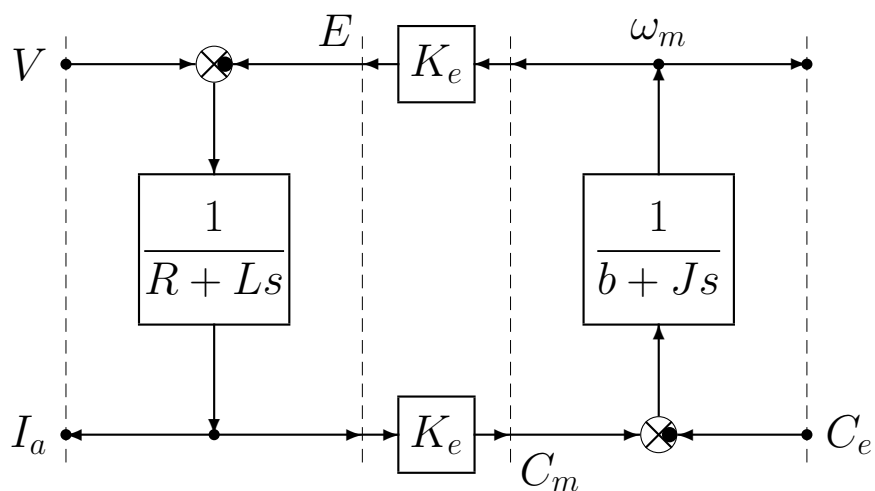 V
E
K_e
ω_m
1
R + Ls
1
b + Js
I_a
K_e
C_m
C_e